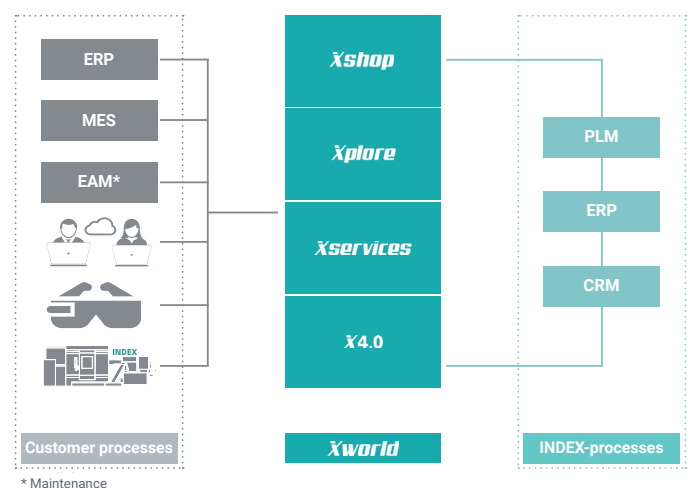 ERP
MES
EAM*
INDEX
Customer processes
* Maintenance
Xshop
Xplore
Xservices
X4.0
Xworld
PLM
ERP
CRM
INDEX-processes